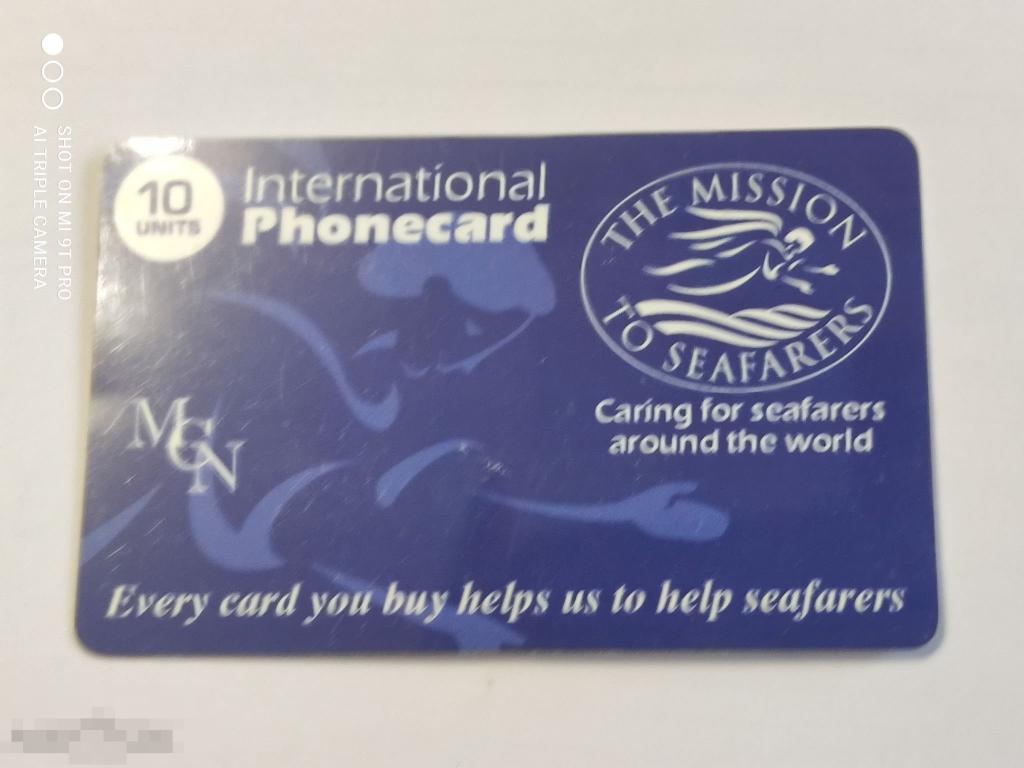 SHOT ON MI 9T PRO
AI TRIPLE CAMERA
10
UNITS
International
Phonecard
THE MISSION
TO SEAFARERS
Caring for seafarers
around the world
MCN
Every card you buy helps us to help seafarers